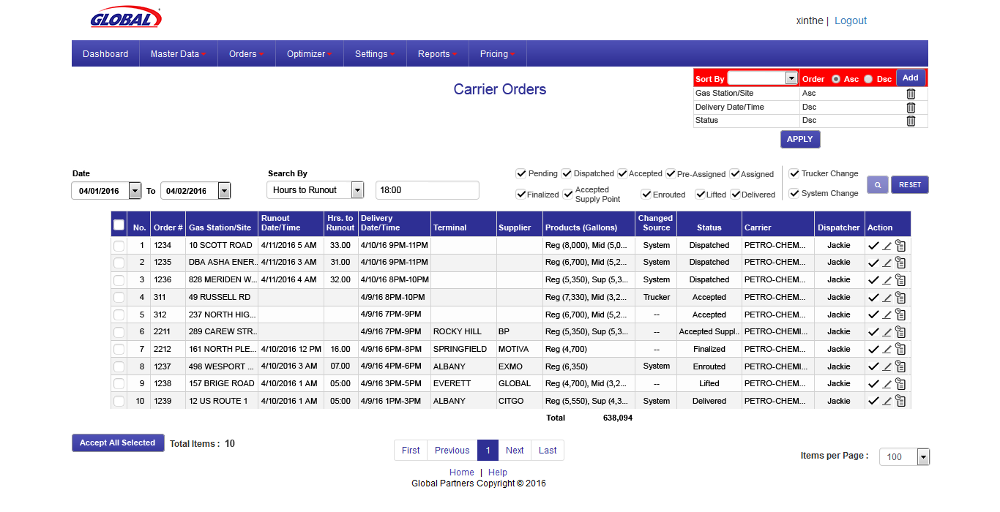 GLOBAL
xinthe | Logout
Dashboard Master Data Orders Optimizer Settings Reports Pricing
Sort By Order Asc Dsc Add
Carrier Orders
Gas Station/Site Asc
Delivery Date/Time Dsc
Status Dsc
APPLY
Date Search By
Pending Dispatched Accepted Pre-Assigned Assigned Trucker Change
04/01/2016 To 04/02/2016 Hours to Runout 18:00 RESET
Finalized Accepted Supply Point Enrouted Lifted Delivered System Change
No. Order # Gas Station/Site Runout Date/Time Hrs. to Runout Delivery Date/Time Terminal Supplier Products (Gallons) Changed Source Status Carrier Dispatcher Action
1 1234 10 SCOTT ROAD 4/11/2016 5 AM 33.00 4/10/16 9PM-11PM Reg (8,000), Mid (5,0... System Dispatched PETRO-CHEM... Jackie
2 1235 DBA ASHA ENER.. 4/11/2016 3 AM 31.00 4/10/16 9PM-11PM Reg (6,700), Mid (5,2... System Dispatched PETRO-CHEM... Jackie
3 1236 828 MERIDEN W... 4/11/2016 4 AM 32.00 4/10/16 8PM-10PM Reg (5,350), Sup (5,3... System Dispatched PETRO-CHEM... Jackie
4 311 49 RUSSELL RD 4/9/16 8PM-10PM Reg (7,330), Mid (3,2... Trucker Accepted PETRO-CHEM... Jackie
5 312 237 NORTH HIG... 4/9/16 7PM-9PM Reg (6,700), Mid (5,2... -- Accepted PETRO-CHEM... Jackie
6 2211 289 CAREW STR.. 4/9/16 7PM-9PM ROCKY HILL BP Reg (5,350), Sup (5,3... -- Accepted Suppl.. PETRO-CHEMI... Jackie
7 2212 161 NORTH PLE... 4/10/2016 12 PM 16.00 4/9/16 6PM-8PM SPRINGFIELD MOTIVA Reg (4,700) -- Finalized PETRO-CHEM... Jackie
8 1237 498 WESPORT ... 4/10/2016 3 AM 07.00 4/9/16 4PM-6PM ALBANY EXMO Reg (6,350) System Enrouted PETRO-CHEMI... Jackie
9 1238 157 BRIGE ROAD 4/10/2016 1 AM 05:00 4/9/16 3PM-5PM EVERETT GLOBAL Reg (4,700), Mid (3,2... -- Lifted PETRO-CHEM... Jackie
10 1239 12 US ROUTE 1 4/10/2016 1 AM 05:00 4/9/16 1PM-3PM ALBANY CITGO Reg (5,550), Sup (4,3... System Delivered PETRO-CHEM... Jackie
Total 638,094
Accept All Selected Total Items : 10
First Previous 1 Next Last
Items per Page : 100
Home | Help
Global Partners Copyright © 2016